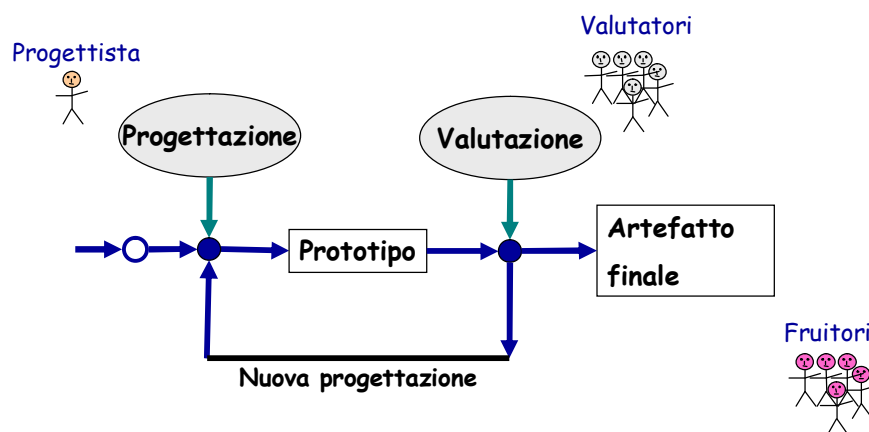 Valutatori
Progettista
Progettazione
Valutazione
Prototipo
Artefatto
finale
Nuova progettazione
Fruitori